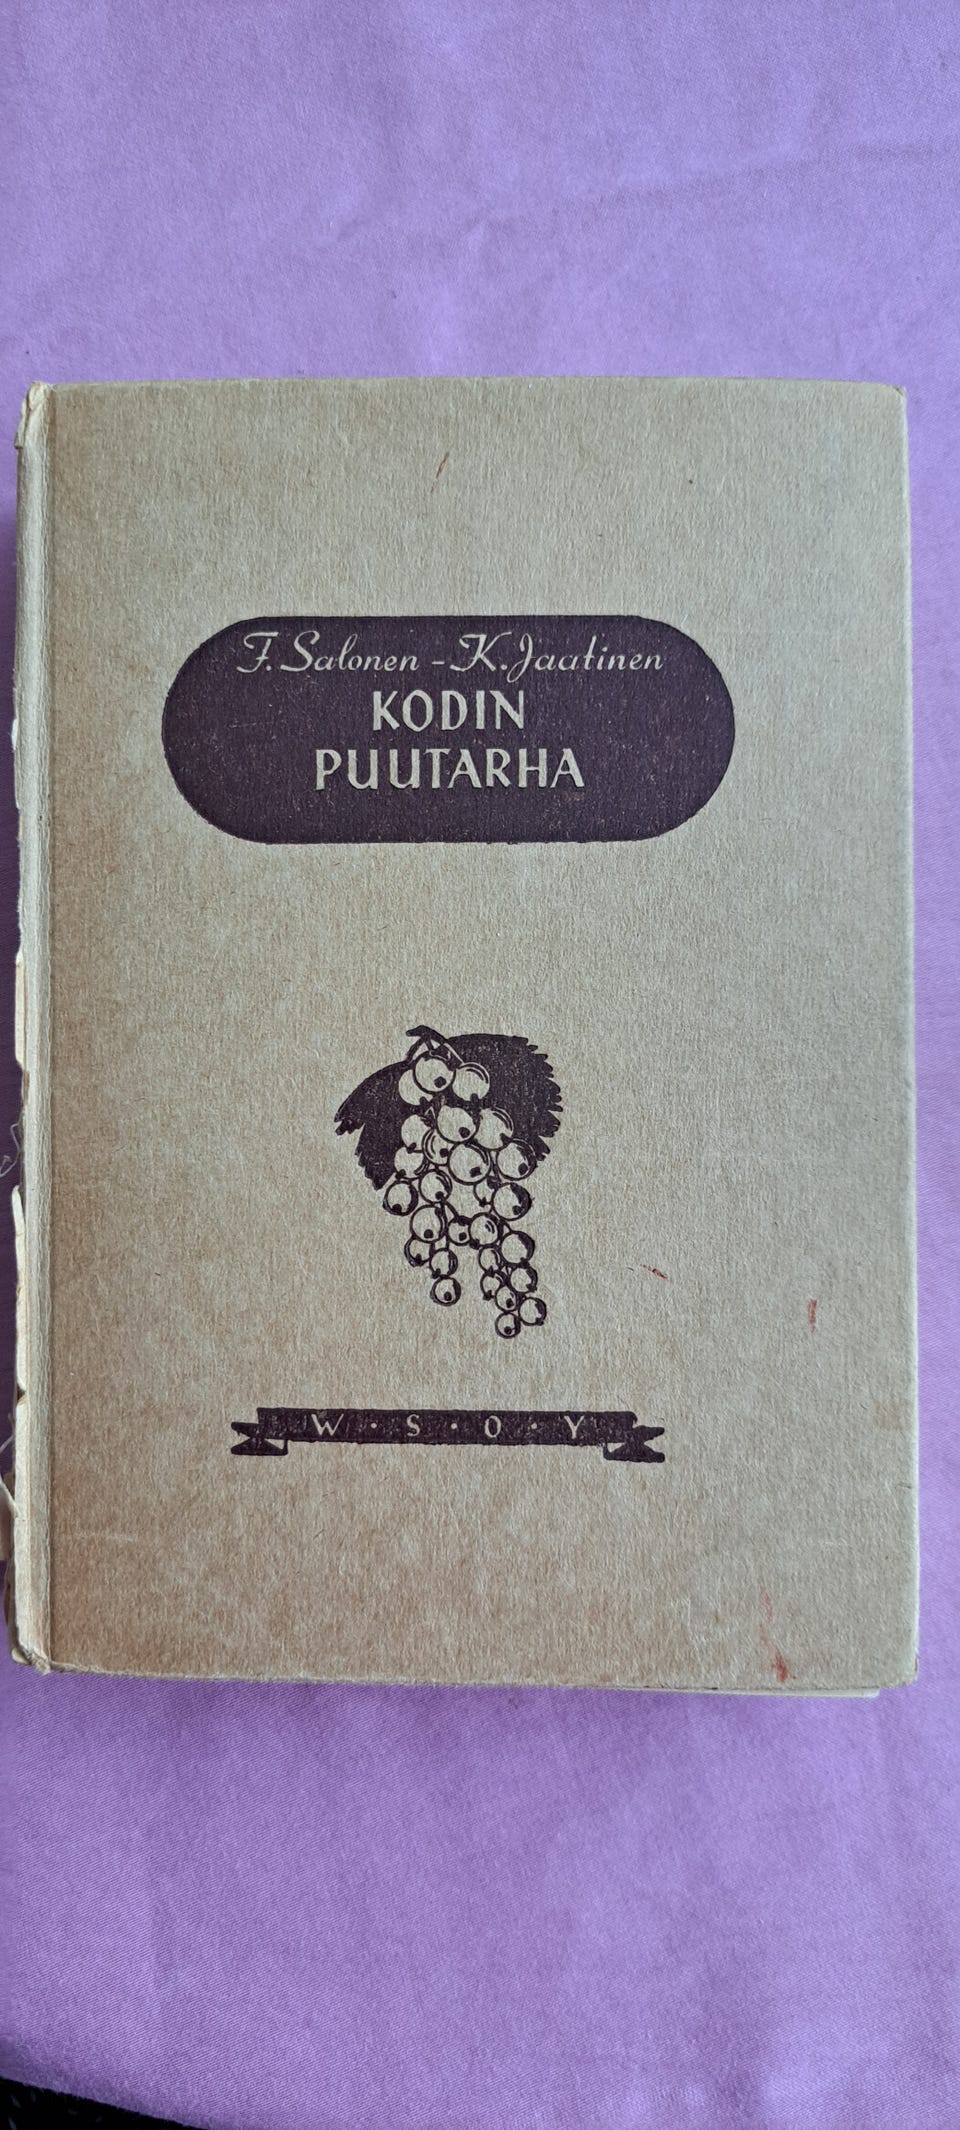 F. Salonen - K. Jaatinen
KODIN
PUUTARHA
W · S · O · Y